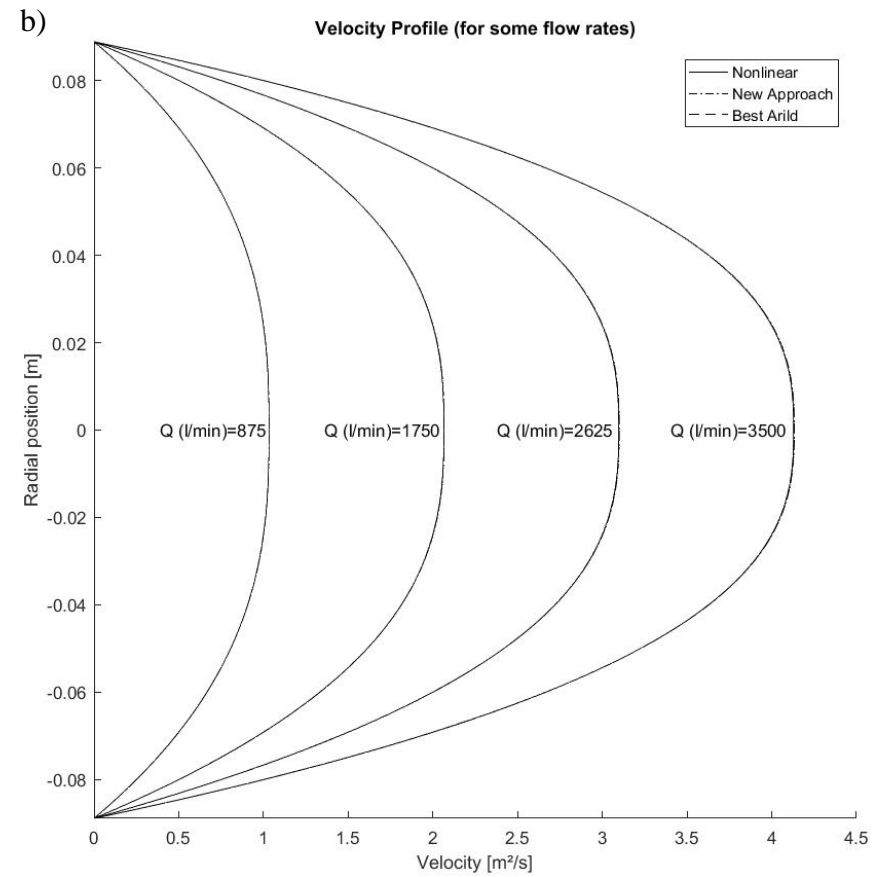 b)
Velocity Profile (for some flow rates)
Nonlinear
New Approach
Best Arild
0.08
0.06
0.04
0.02
0
-0.02
-0.04
-0.06
-0.08
Radial position [m]
Q (l/min)=875
Q (l/min)=1750
Q (l/min)=2625
Q (l/min)=3500
0
0.5
1
1.5
2
2.5
3
3.5
4
4.5
Velocity [m²/s]